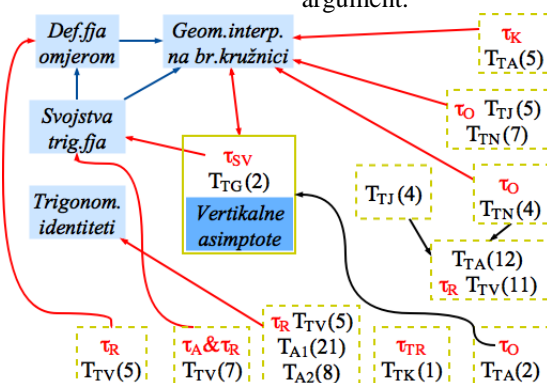 argument.
Def.fja
omjerom
Geom.interp.
na br.kružnici
τK
TTA(5)
Svojstva
trig.fja
τO TTJ(5)
TTN(7)
τSV
TTG(2)
Vertikalne
asimptote
Trigonom.
identiteti
TTJ(4)
τO
TTN(4)
TTA(12)
τR TTV(11)
τR
TTV(5)
τA&τR
TTV(7)
τR TTV(5)
TA1(21)
TA2(8)
τTR
TTK(1)
τO
TTA(2)